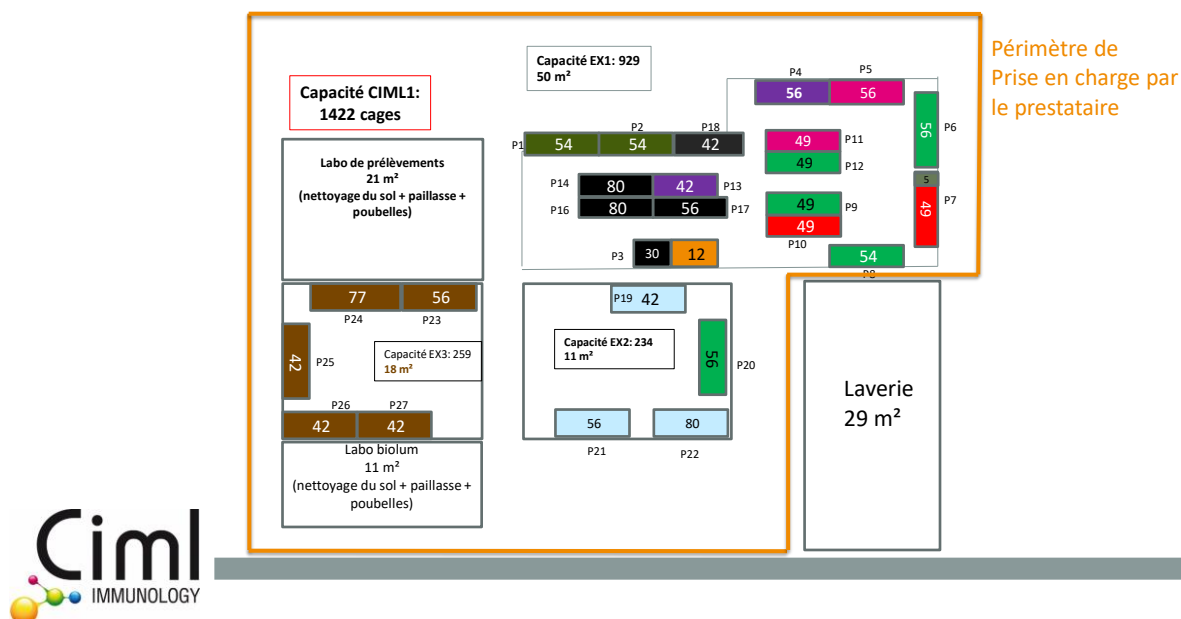 Périmètre de
Prise en charge par
le prestataire
Capacité EX1: 929
50 m²
Capacité CIML1:
1422 cages
P4
P5
56
56
56
P6
P2
P18
P1
54
54
42
49
P11
49
P12
Labo de prélèvements
21 m²
(nettoyage du sol + paillasse +
poubelles)
P14
80
42
P13
P16
80
56
P17
5
49
P7
49
P9
49
P10
P3
30
12
54
P8
77
56
P24
P23
42
P25
Capacité EX3: 259
18 m²
P26
P27
42
42
P19
42
Capacité EX2: 234
11 m²
56
P20
56
80
P21
P22
Laverie
29 m²
Labo biolum
11 m²
(nettoyage du sol + paillasse +
poubelles)
Ciml
IMMUNOLOGY